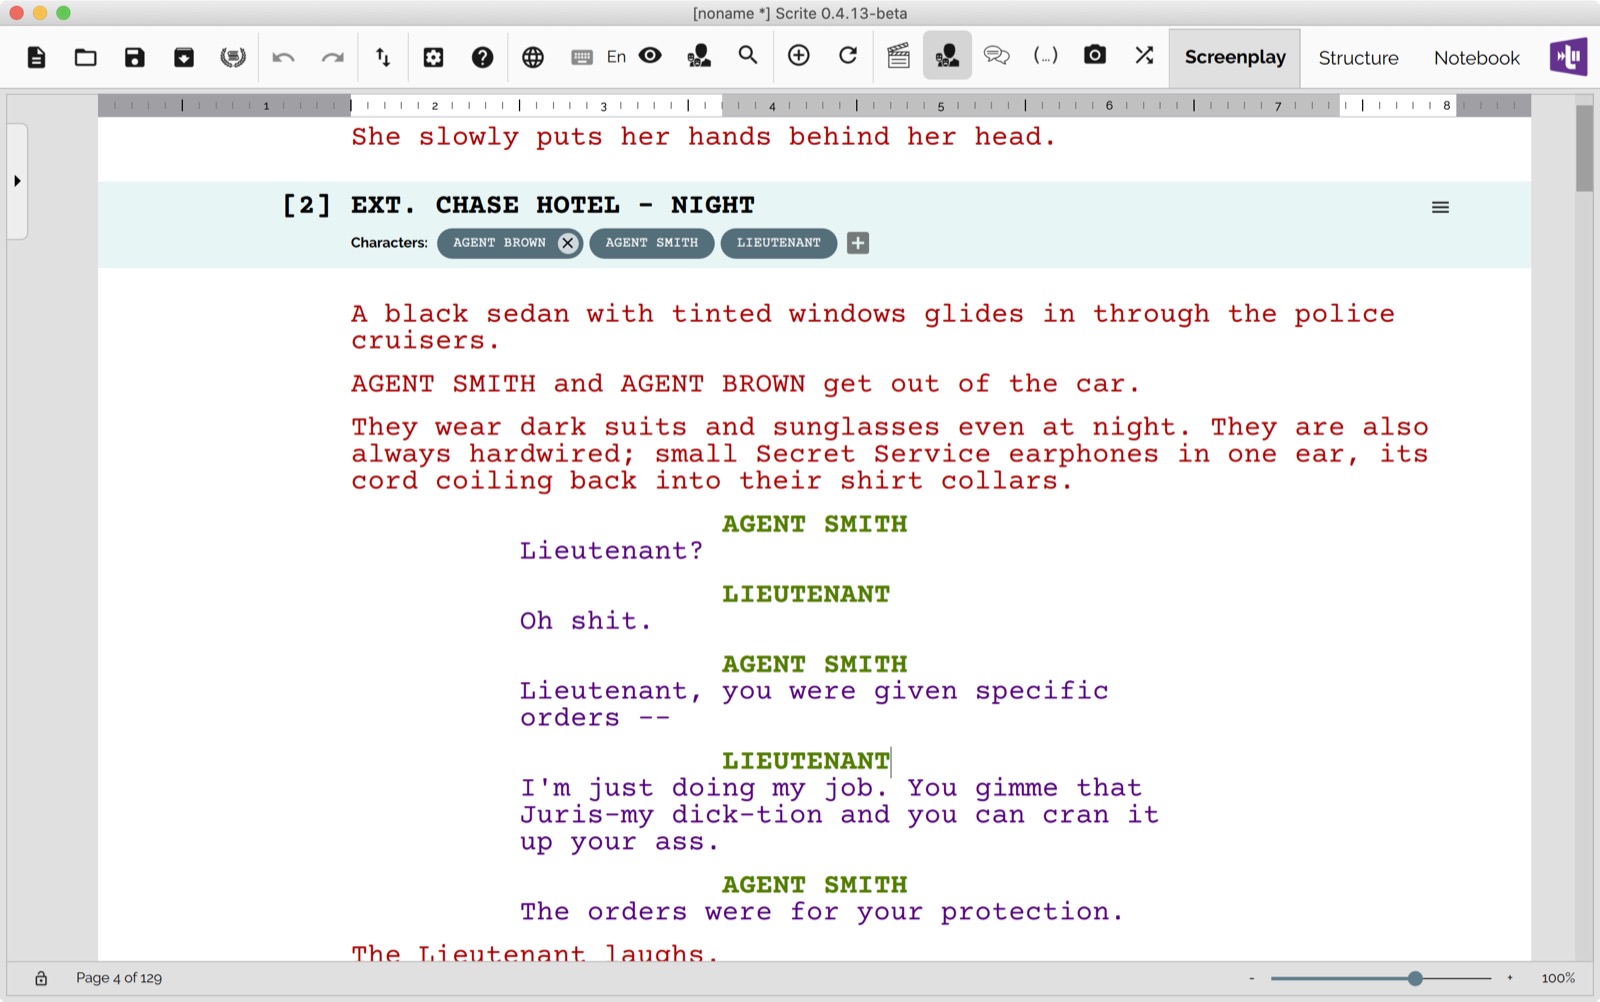 [noname *] Scrite 0.4.13-beta
En
(...)
Screenplay
Structure
Notebook
1 2 3 4 5 6 7 8
She slowly puts her hands behind her head.
[2] EXT. CHASE HOTEL - NIGHT
Characters: AGENT BROWN AGENT SMITH LIEUTENANT
A black sedan with tinted windows glides in through the police
cruisers.
AGENT SMITH and AGENT BROWN get out of the car.
They wear dark suits and sunglasses even at night. They are also
always hardwired; small Secret Service earphones in one ear, its
cord coiling back into their shirt collars.
AGENT SMITH
Lieutenant?
LIEUTENANT
Oh shit.
AGENT SMITH
Lieutenant, you were given specific
orders --
LIEUTENANT
I'm just doing my job. You gimme that
Juris-my dick-tion and you can cran it
up your ass.
AGENT SMITH
The orders were for your protection.
The Lieutenant laughs.
Page 4 of 129
- + 100%